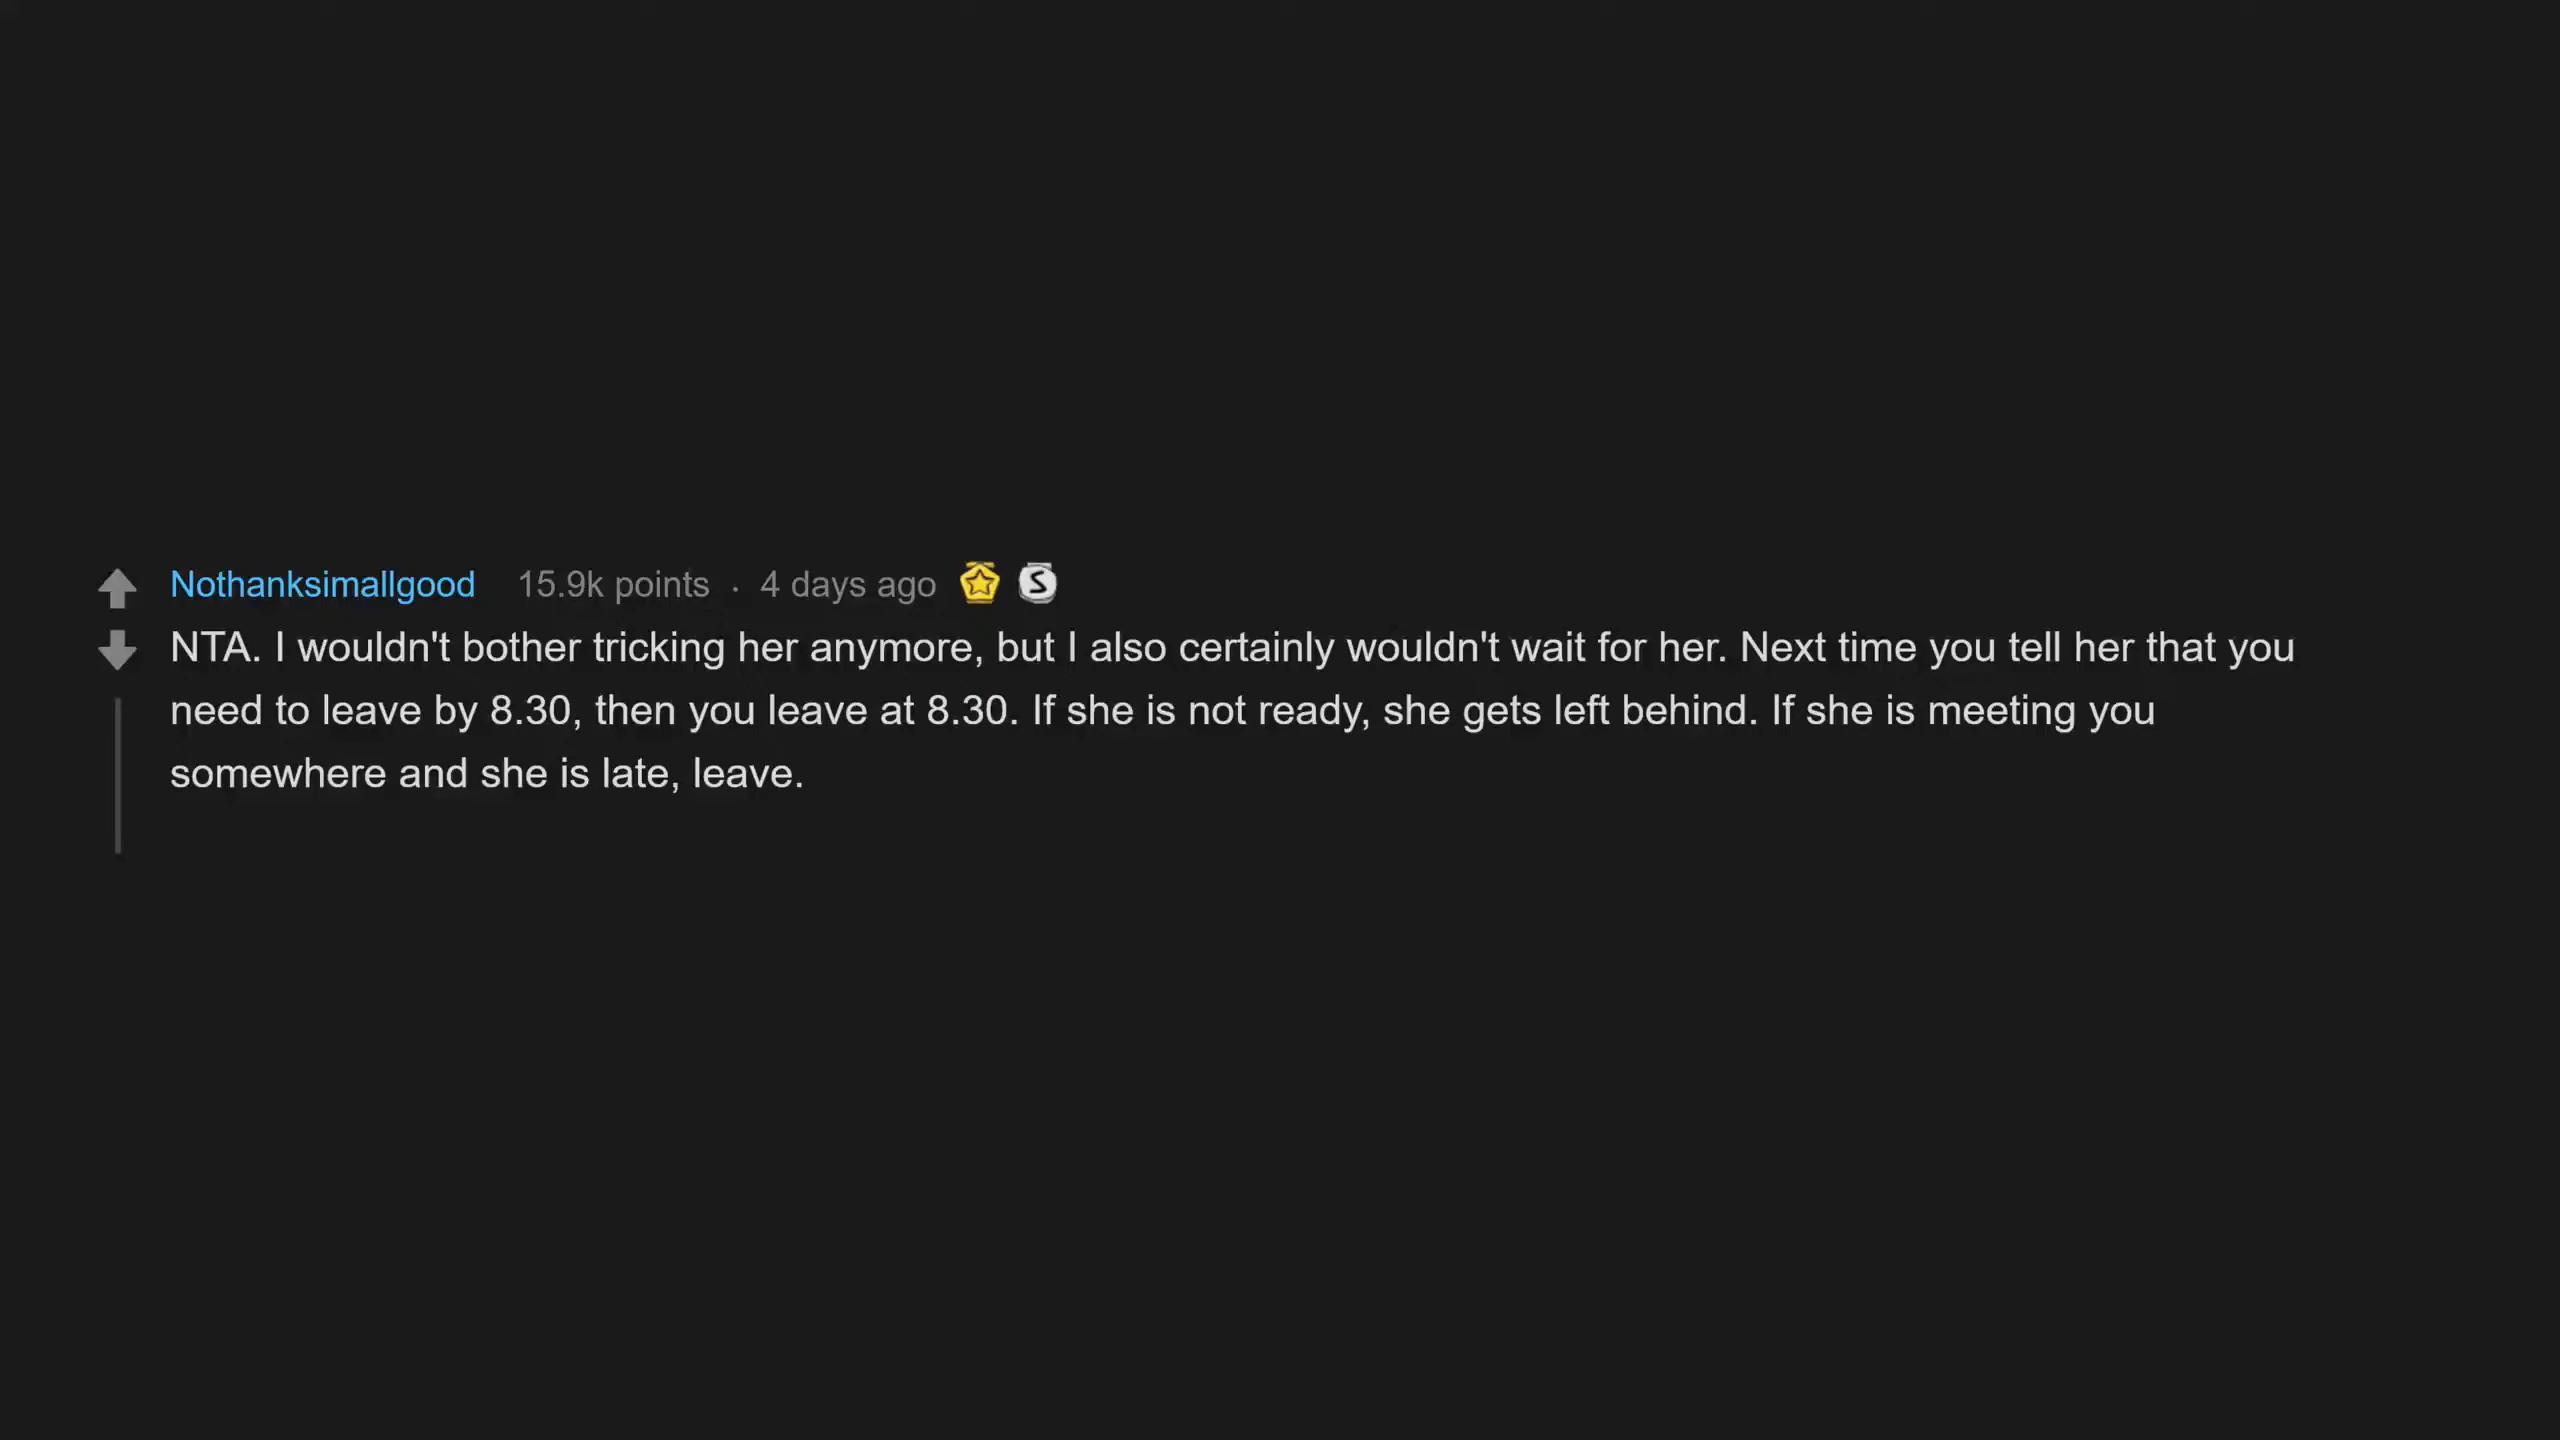 Nothanksimallgood 15.9k points · 4 days ago S
NTA. I wouldn't bother tricking her anymore, but I also certainly wouldn't wait for her. Next time you tell her that you
need to leave by 8.30, then you leave at 8.30. If she is not ready, she gets left behind. If she is meeting you
somewhere and she is late, leave.